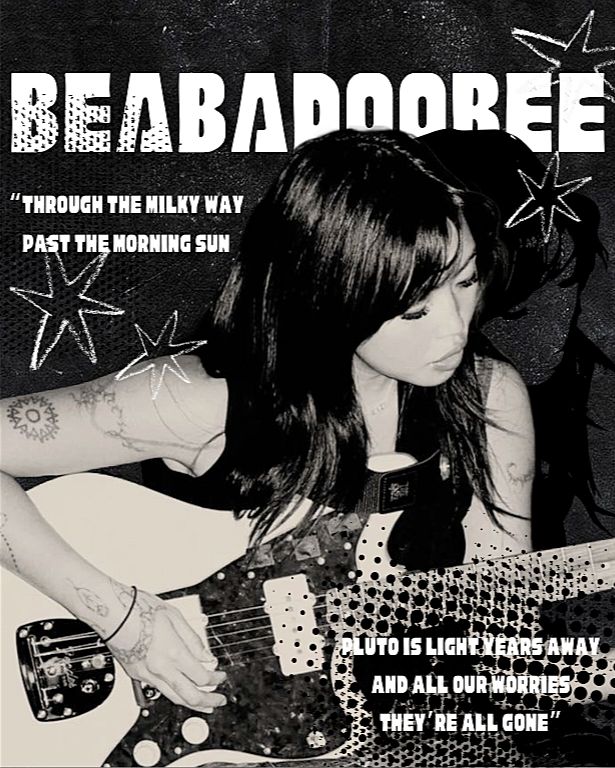 BEABADOOBEE
"THROUGH THE MILKY WAY
PAST THE MORNING SUN
PLUTO IS LIGHT YEARS AWAY
AND ALL OUR WORRIES
THEY'RE ALL GONE"